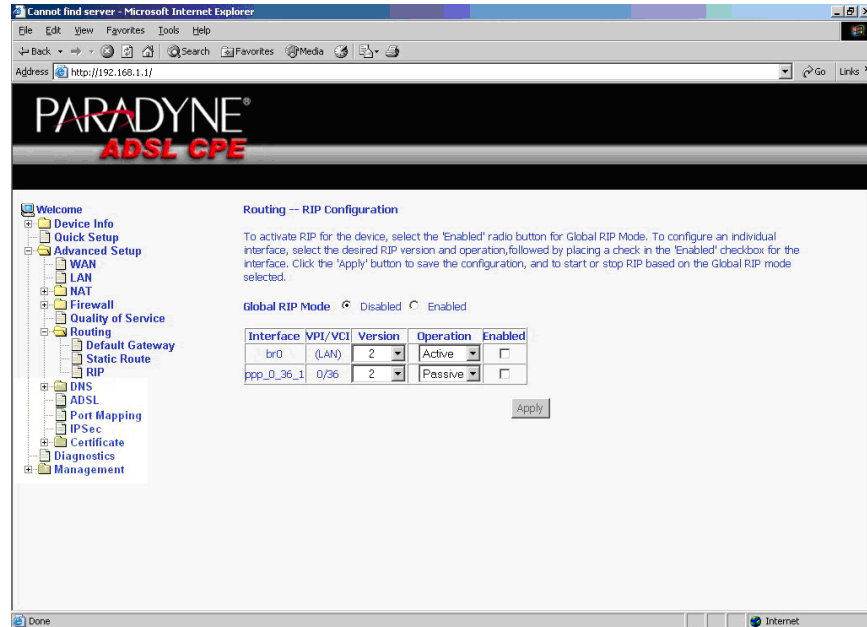 Cannot find server - Microsoft Internet Explorer
File Edit View Favorites Tools Help
Back Search Favorites Media
Address http://192.168.1.1/ Go Links
PARADYNE®
ADSL CPE
Welcome
Device Info
Quick Setup
Advanced Setup
WAN
LAN
NAT
Firewall
Quality of Service
Routing
Default Gateway
Static Route
RIP
DNS
ADSL
Port Mapping
IPSec
Certificate
Diagnostics
Management
Routing -- RIP Configuration
To activate RIP for the device, select the 'Enabled' radio button for Global RIP Mode. To configure an individual
interface, select the desired RIP version and operation,followed by placing a check in the 'Enabled' checkbox for the
interface. Click the 'Apply' button to save the configuration, and to start or stop RIP based on the Global RIP mode
selected.
Global RIP Mode Disabled Enabled
Interface VPI/VCI Version Operation Enabled
br0 (LAN) 2 Active
ppp_0_36_1 0/36 2 Passive
Apply
Done Internet